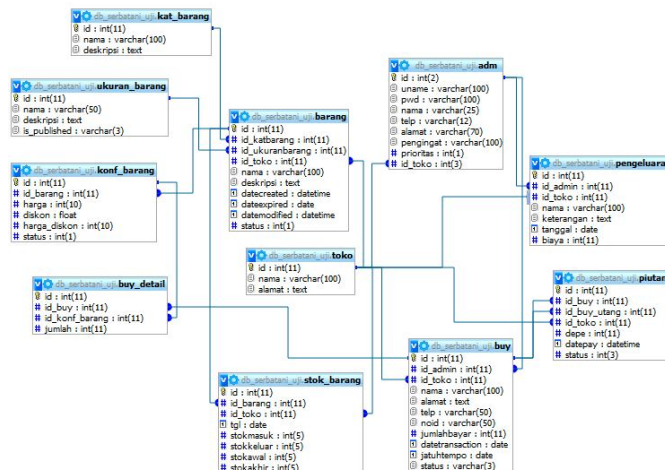 db_serbatani_uji.kat_barang
id : int(11)
nama : varchar(100)
deskripsi : text
db_serbatani_uji.ukuran_barang
id : int(11)
nama : varchar(50)
deskripsi : text
is_published : varchar(3)
db_serbatani_uji.konf_barang
id : int(11)
id_barang : int(11)
harga : int(10)
diskon : float
harga_diskon : int(10)
status : int(1)
db_serbatani_uji.buy_detail
id : int(11)
id_buy : int(11)
id_konf_barang : int(11)
jumlah : int(11)
db_serbatani_uji.barang
id : int(11)
id_katbarang : int(11)
id_ukuranbarang : int(11)
id_toko : int(11)
nama : varchar(100)
deskripsi : text
datecreated : datetime
dateexpired : date
datemodified : datetime
status : int(1)
db_serbatani_uji.toko
id : int(11)
nama : varchar(100)
alamat : text
db_serbatani_uji.stok_barang
id : int(11)
id_barang : int(11)
id_toko : int(11)
tgl : date
stokmasuk : int(5)
stokkeluar : int(5)
stokawal : int(5)
stokakhir : int(5)
db_serbatani_uji.adm
id : int(2)
uname : varchar(100)
pwd : varchar(100)
nama : varchar(25)
telp : varchar(12)
alamat : varchar(70)
pengingat : varchar(100)
prioritas : int(1)
id_toko : int(3)
db_serbatani_uji.buy
id : int(11)
id_admin : int(11)
id_toko : int(11)
nama : varchar(100)
alamat : text
telp : varchar(50)
noid : varchar(50)
jumlahbayar : int(11)
datetransaction : date
jatuhtempo : date
status : varchar(3)
db_serbatani_uji.pengeluara
id : int(11)
id_admin : int(11)
id_toko : int(11)
nama : varchar(100)
keterangan : text
tanggal : date
biaya : int(11)
db_serbatani_uji.piutan
id : int(11)
id_buy : int(11)
id_buy_utang : int(11)
id_toko : int(11)
depe : int(11)
datepay : datetime
status : int(3)